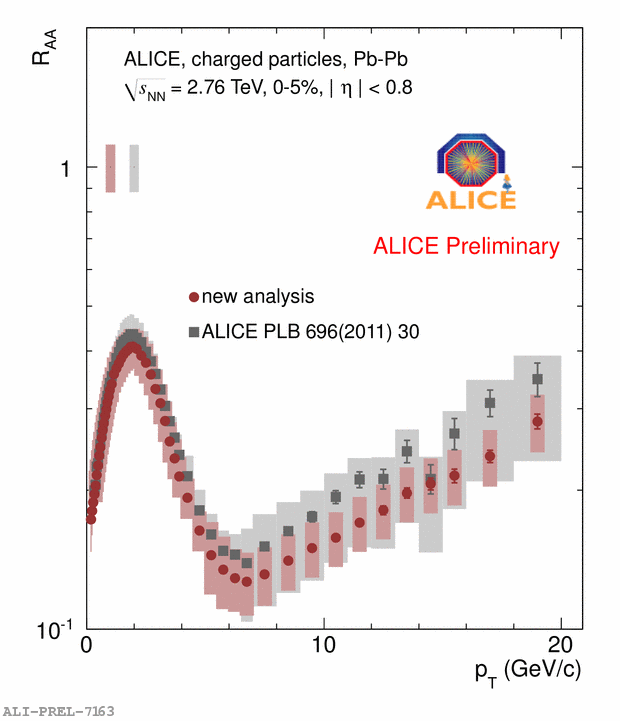 R_AA
ALICE, charged particles, Pb-Pb
√s_NN = 2.76 TeV, 0-5%, | η | < 0.8
1
ALICE
ALICE Preliminary
new analysis
ALICE PLB 696(2011) 30
10^-1
0 10 20
p_T (GeV/c)
ALI-PREL-7163